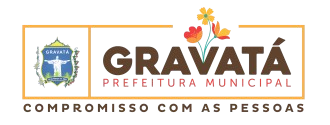 GRAVATÁ
GRAVATÁ
PREFEITURA MUNICIPAL
COMPROMISSO COM AS PESSOAS